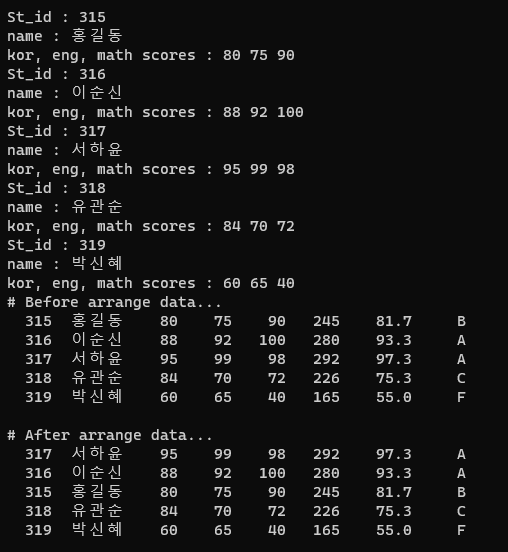 St_id : 315
name : 홍길동
kor, eng, math scores : 80 75 90
St_id : 316
name : 이순신
kor, eng, math scores : 88 92 100
St_id : 317
name : 서하윤
kor, eng, math scores : 95 99 98
St_id : 318
name : 유관순
kor, eng, math scores : 84 70 72
St_id : 319
name : 박신혜
kor, eng, math scores : 60 65 40
# Before arrange data...
315 홍길동 80 75 90 245 81.7 B
316 이순신 88 92 100 280 93.3 A
317 서하윤 95 99 98 292 97.3 A
318 유관순 84 70 72 226 75.3 C
319 박신혜 60 65 40 165 55.0 F
# After arrange data...
317 서하윤 95 99 98 292 97.3 A
316 이순신 88 92 100 280 93.3 A
315 홍길동 80 75 90 245 81.7 B
318 유관순 84 70 72 226 75.3 C
319 박신혜 60 65 40 165 55.0 F